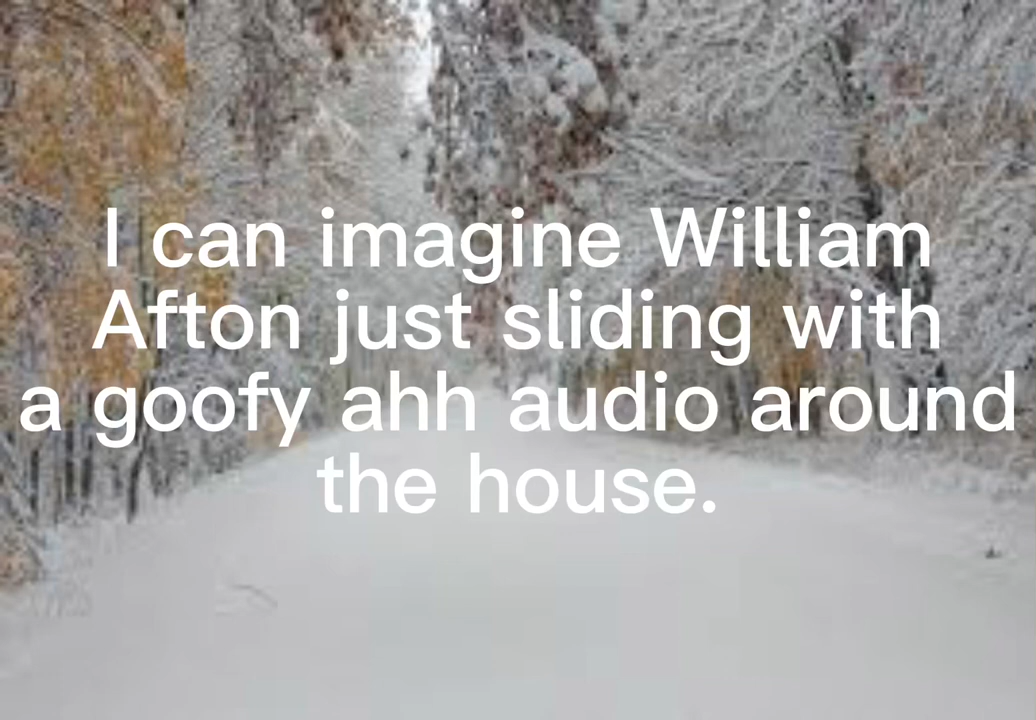 I can imagine William
Afton just sliding with
a goofy ahh audio around
the house.